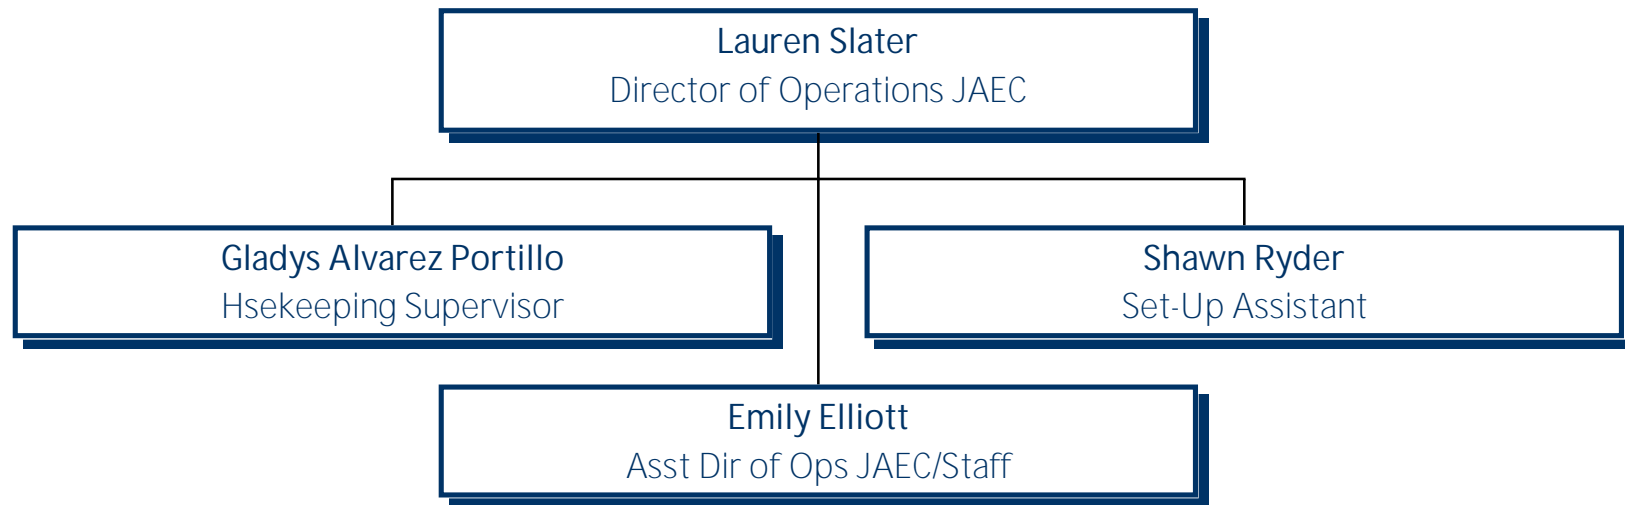 Lauren Slater
Director of Operations JAEC
Gladys Alvarez Portillo
Hsekeeping Supervisor
Shawn Ryder
Set-Up Assistant
Emily Elliott
Asst Dir of Ops JAEC/Staff